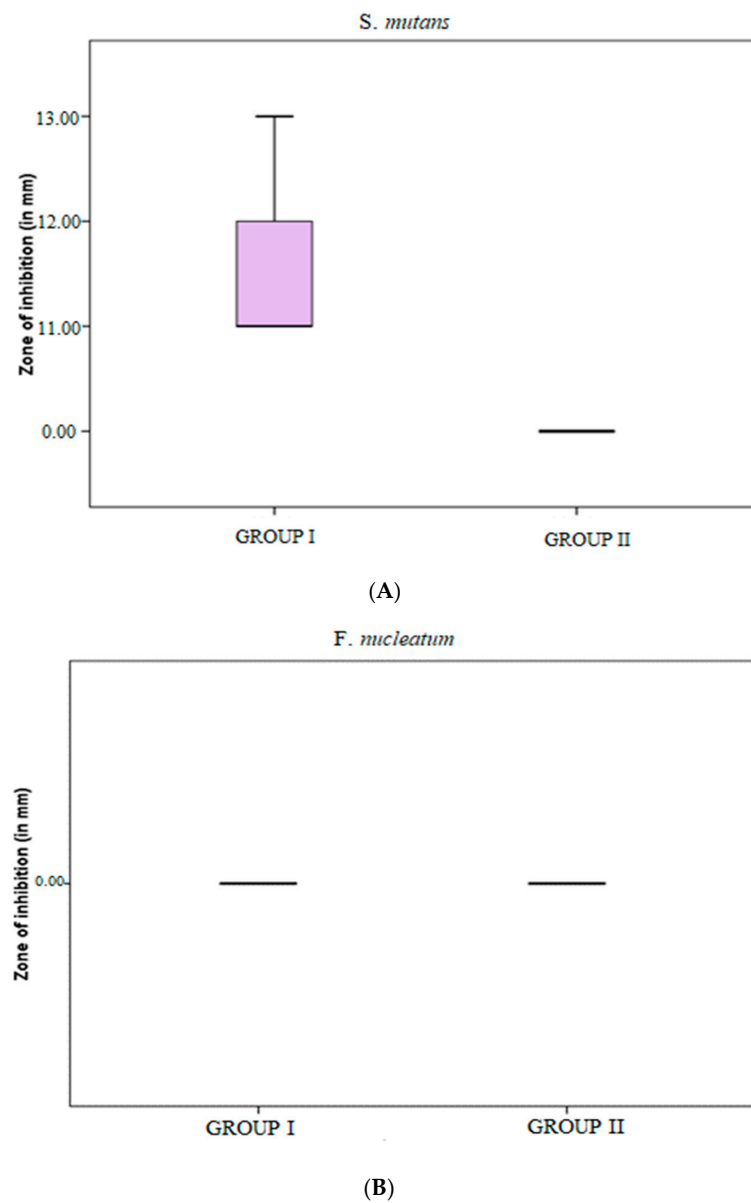 S. mutans
Zone of inhibition (in mm)
13.00
12.00
11.00
0.00
GROUP I
GROUP II
(A)
F. nucleatum
Zone of inhibition (in mm)
0.00
GROUP I
GROUP II
(B)